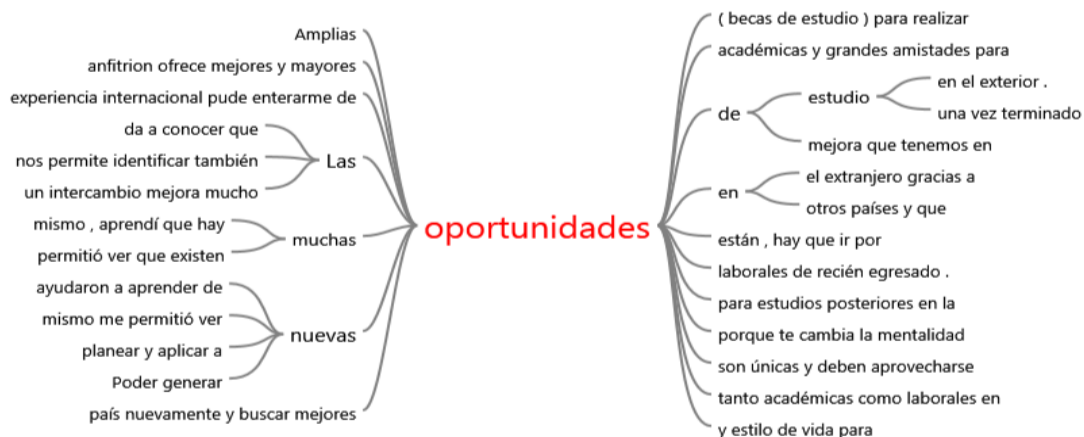 Amplias
anfitrion ofrece mejores y mayores
experiencia internacional pude enterarme de
da a conocer que
nos permite identificar también
un intercambio mejora mucho
Las
mismo , aprendí que hay
permitió ver que existen
muchas
ayudaron a aprender de
mismo me permitió ver
planear y aplicar a
Poder generar
nuevas
país nuevamente y buscar mejores
oportunidades
( becas de estudio ) para realizar
académicas y grandes amistades para
de
estudio
en el exterior .
una vez terminado
mejora que tenemos en
en
el extranjero gracias a
otros países y que
están , hay que ir por
laborales de recién egresado .
para estudios posteriores en la
porque te cambia la mentalidad
son únicas y deben aprovecharse
tanto académicas como laborales en
y estilo de vida para